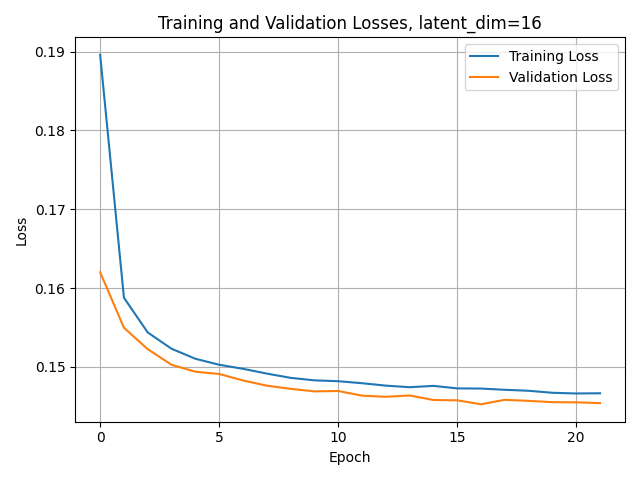 Training and Validation Losses, latent_dim=16
Training Loss
Validation Loss
Loss
0.19
0.18
0.17
0.16
0.15
0 5 10 15 20
Epoch